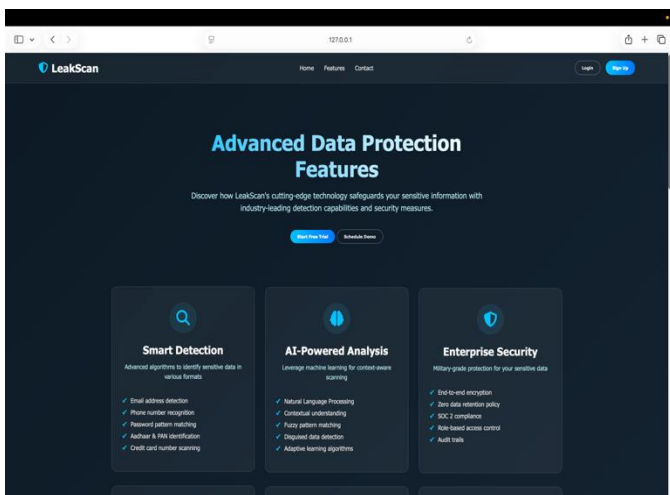 127.0.0.1
LeakScan
Home Features Contact
Login Sign Up
Advanced Data Protection
Features
Discover how LeakScan's cutting-edge technology safeguards your sensitive information with
industry-leading detection capabilities and security measures.
Start Free Trial Schedule Demo
Smart Detection
Advanced algorithms to identify sensitive data in
various formats
✓ Email address detection
✓ Phone number recognition
✓ Password pattern matching
✓ Aadhaar & PAN identification
✓ Credit card number scanning
AI-Powered Analysis
Leverage machine learning for context-aware
scanning
✓ Natural Language Processing
✓ Contextual understanding
✓ Fuzzy pattern matching
✓ Disguised data detection
✓ Adaptive learning algorithms
Enterprise Security
Military-grade protection for your sensitive data
✓ End-to-end encryption
✓ Zero data retention policy
✓ SOC 2 compliance
✓ Role-based access control
✓ Audit trails